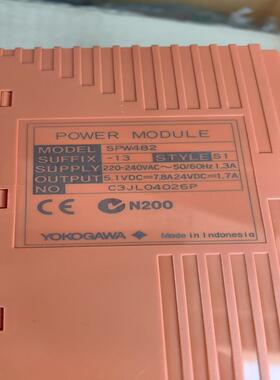 POWER MODULE
MODEL SPW482
SUFFIX -13 STYLE S1
SUPPLY 220-240VAC~50/60Hz 1.3A
OUTPUT 5.1VDC⎓7.8A 24VDC⎓1.7A
NO C3JL04026P
CE N200
YOKOGAWA Made in Indonesia